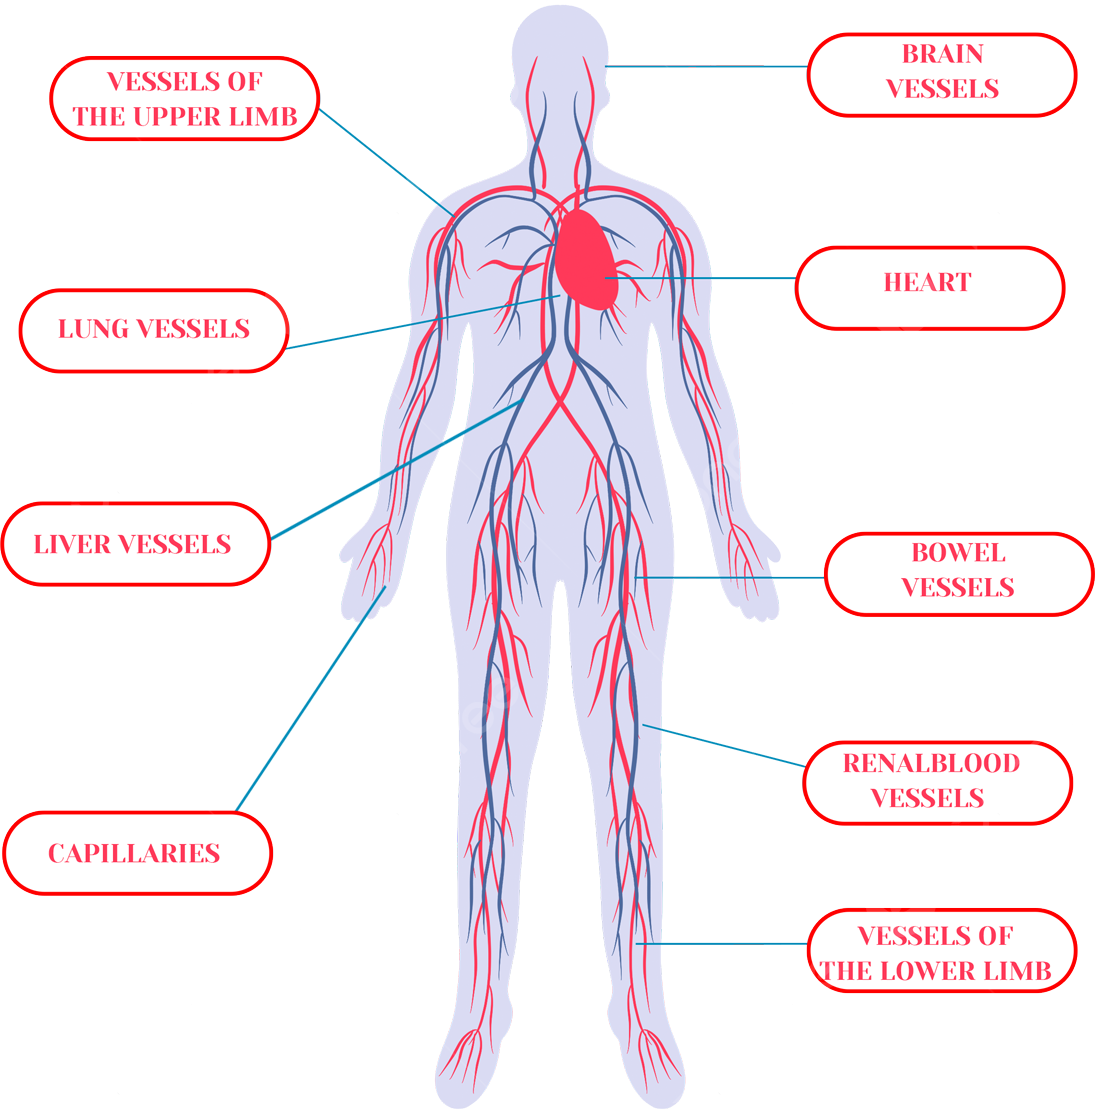 VESSELS OF
THE UPPER LIMB
BRAIN
VESSELS
LUNG VESSELS
HEART
LIVER VESSELS
BOWEL
VESSELS
CAPILLARIES
RENALBLOOD
VESSELS
VESSELS OF
THE LOWER LIMB